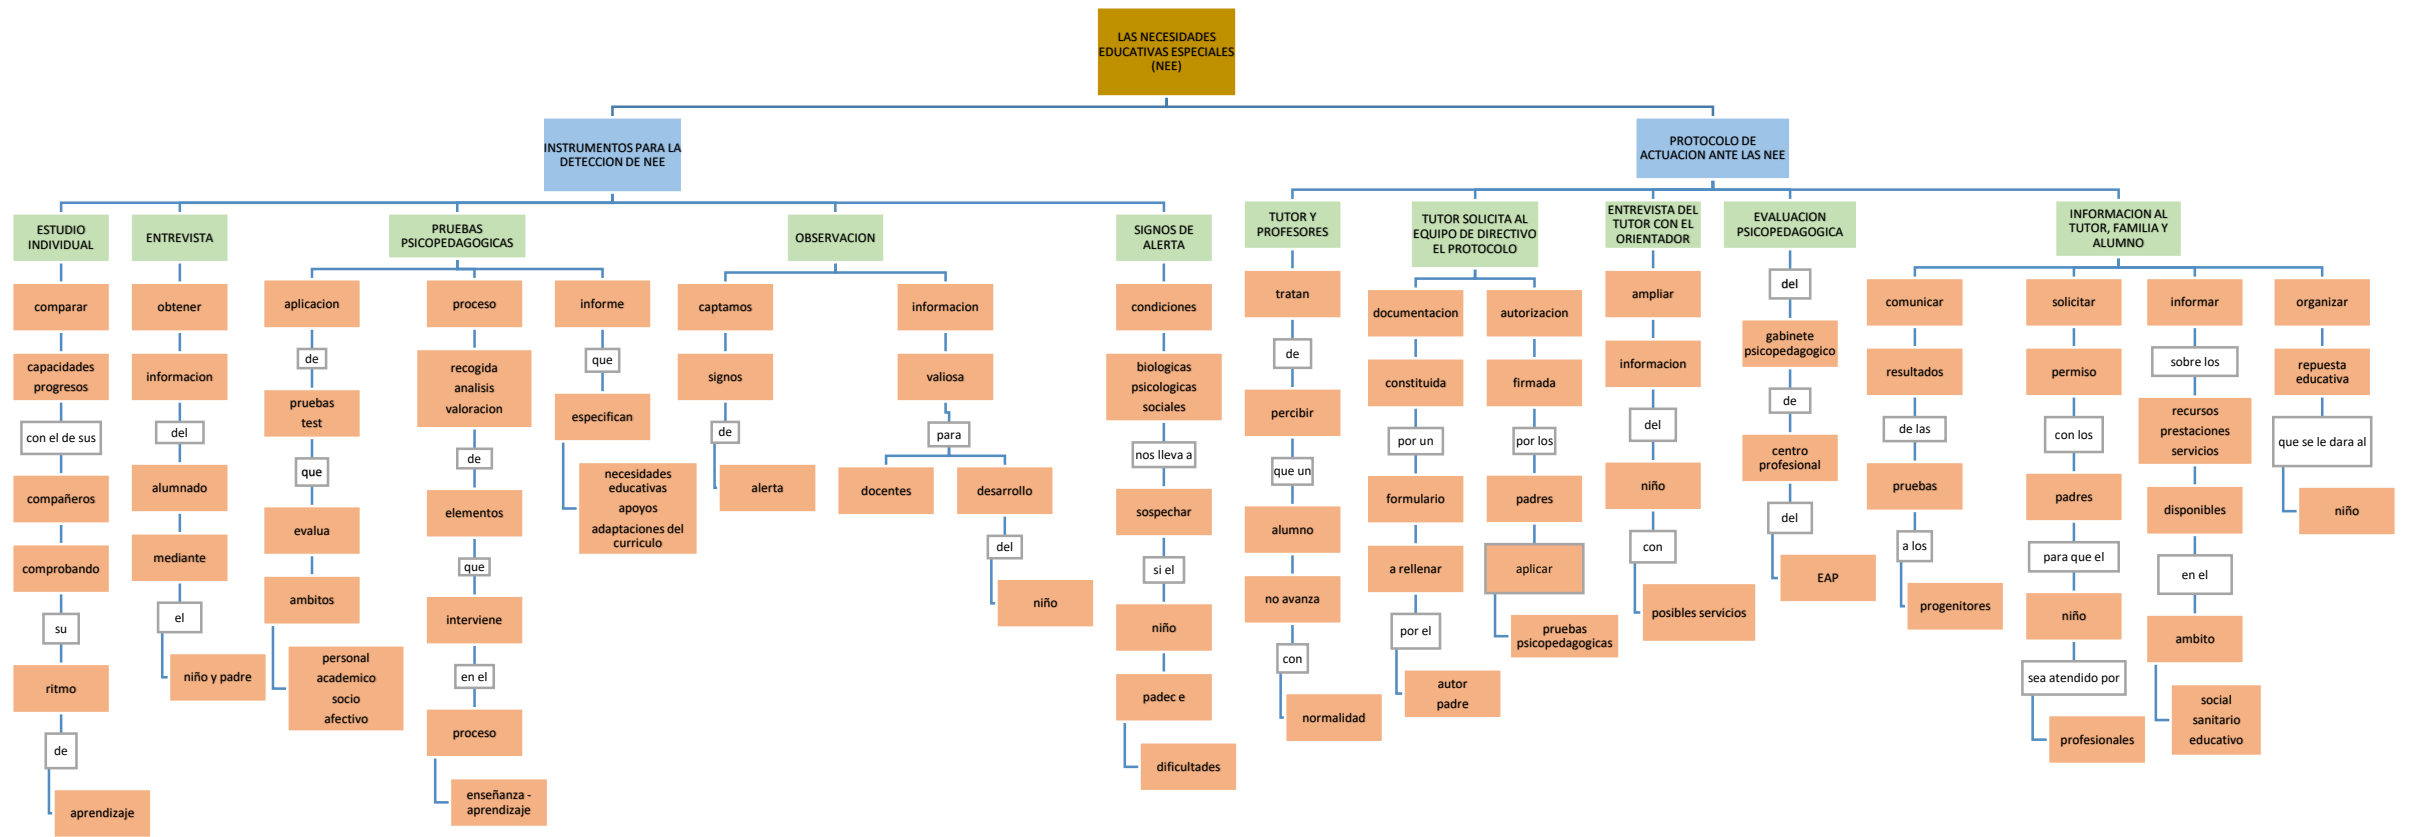 LAS NECESIDADES
EDUCATIVAS ESPECIALES
(NEE)
INSTRUMENTOS PARA LA
DETECCION DE NEE
ESTUDIO
INDIVIDUAL
comparar
capacidades
progresos
con el de sus
compañeros
comprobando
su
ritmo
de
aprendizaje
ENTREVISTA
obtener
informacion
del
alumnado
mediante
el
niño y padre
PRUEBAS
PSICOPEDAGOGICAS
aplicacion
de
pruebas
test
que
evalua
ambitos
personal
academico
socio
afectivo
proceso
recogida
analisis
valoracion
de
elementos
que
interviene
en el
proceso
enseñanza -
aprendizaje
informe
que
especifican
necesidades
educativas
apoyos
adaptaciones del
curriculo
OBSERVACION
captamos
signos
de
alerta
informacion
valiosa
para
docentes
desarrollo
del
niño
SIGNOS DE
ALERTA
condiciones
biologicas
psicologicas
sociales
nos lleva a
sospechar
si el
niño
padec e
dificultades
PROTOCOLO DE
ACTUACION ANTE LAS NEE
TUTOR Y
PROFESORES
tratan
de
percibir
que un
alumno
no avanza
con
normalidad
TUTOR SOLICITA AL
EQUIPO DE DIRECTIVO
EL PROTOCOLO
documentacion
constituida
por un
formulario
a rellenar
por el
autor
padre
autorizacion
firmada
por los
padres
aplicar
pruebas
psicopedagogicas
ENTREVISTA DEL
TUTOR CON EL
ORIENTADOR
ampliar
informacion
del
niño
con
posibles servicios
EVALUACION
PSICOPEDAGOGICA
del
gabinete
psicopedagogico
de
centro
profesional
del
EAP
INFORMACION AL
TUTOR, FAMILIA Y
ALUMNO
comunicar
resultados
de las
pruebas
a los
progenitores
solicitar
permiso
con los
padres
para que el
niño
sea atendido por
profesionales
informar
sobre los
recursos
prestaciones
servicios
disponibles
en el
ambito
social
sanitario
educativo
organizar
repuesta
educativa
que se le dara al
niño